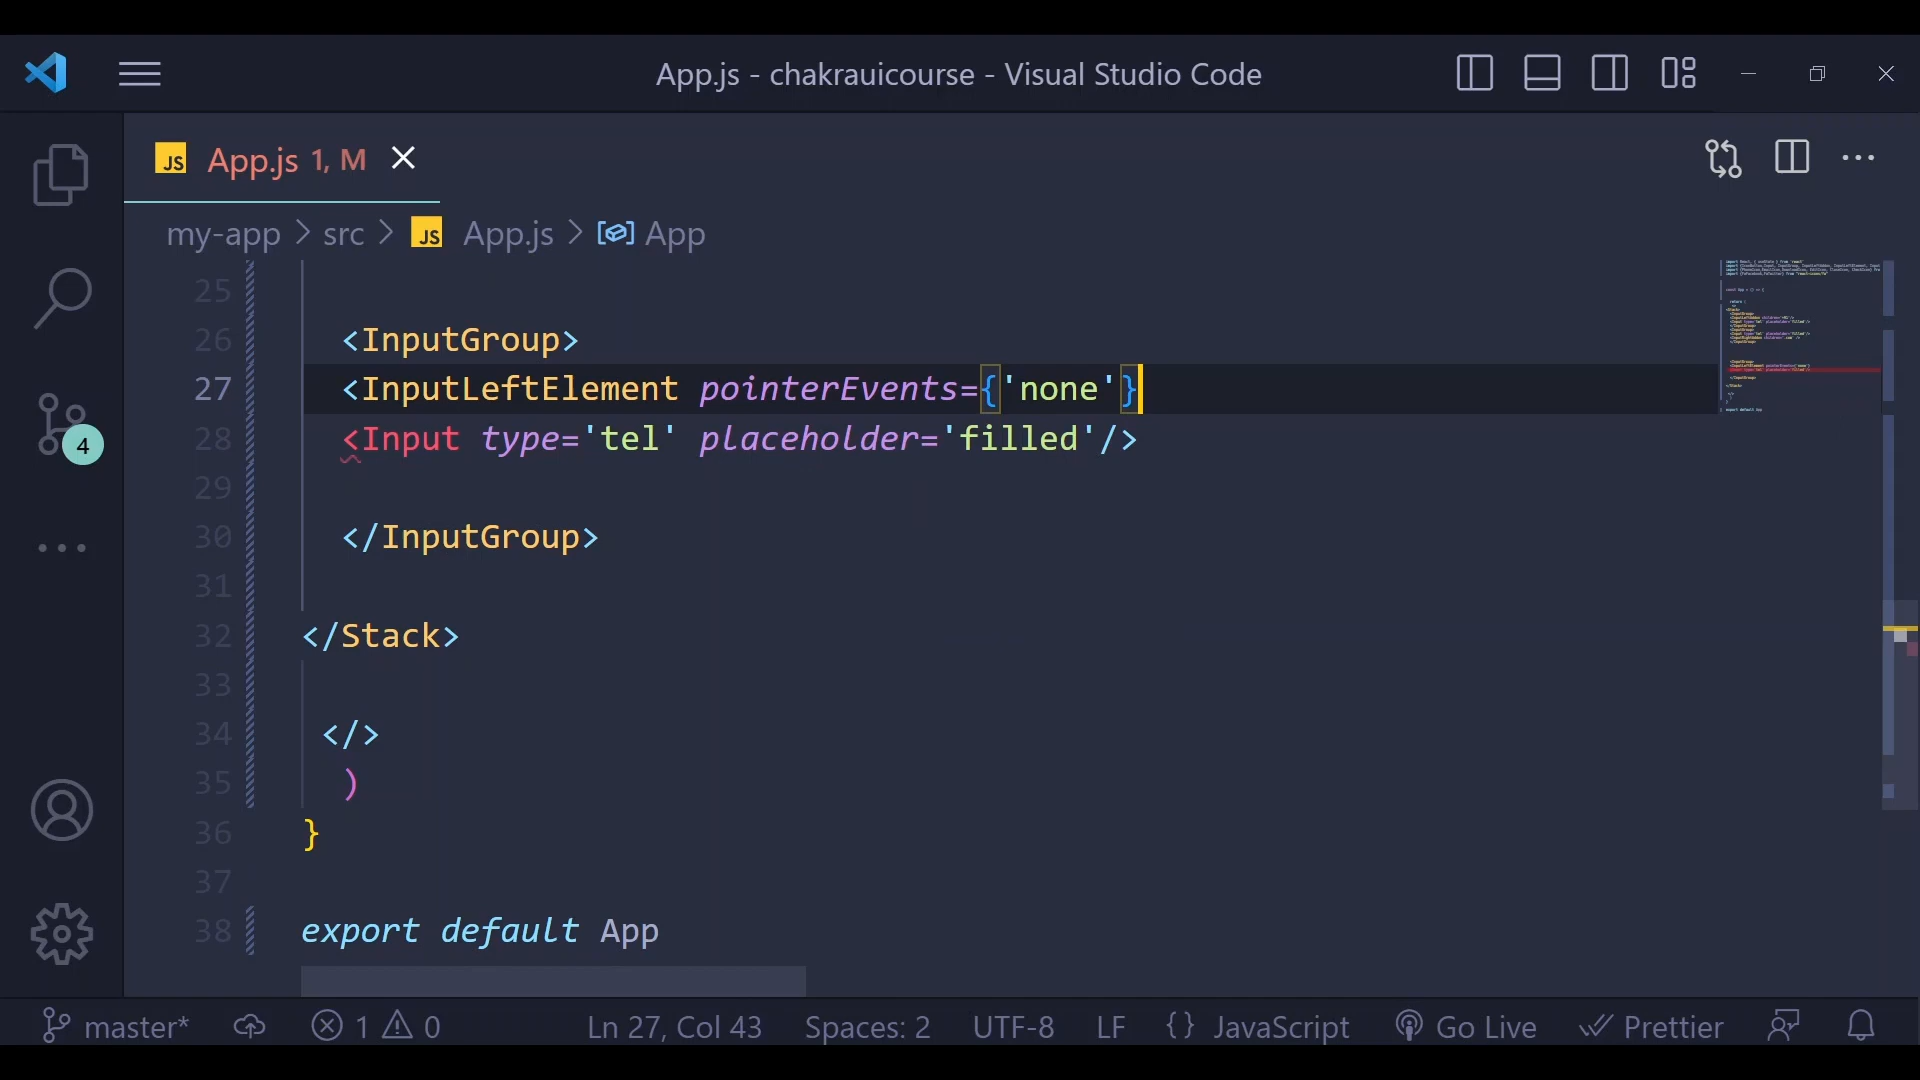 App.js - chakrauicourse - Visual Studio Code
JS App.js 1, M
my-app > src > JS App.js > App
25
26 <InputGroup>
27 <InputLeftElement pointerEvents={'none'}
28 <Input type='tel' placeholder='filled'/>
29
30 </InputGroup>
31
32 </Stack>
33
34 </>
35 )
36 }
37
38 export default App
4
master* 1 0 Ln 27, Col 43 Spaces: 2 UTF-8 LF {} JavaScript Go Live Prettier